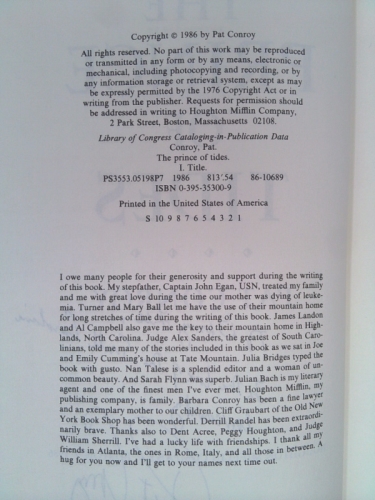 Copyright © 1986 by Pat Conroy
All rights reserved. No part of this work may be reproduced
or transmitted in any form or by any means, electronic or
mechanical, including photocopying and recording, or by
any information storage or retrieval system, except as may
be expressly permitted by the 1976 Copyright Act or in
writing from the publisher. Requests for permission should
be addressed in writing to Houghton Mifflin Company,
2 Park Street, Boston, Massachusetts 02108.
Library of Congress Cataloging-in-Publication Data
Conroy, Pat.
The prince of tides.
I. Title.
PS3553.05198P7 1986 813'.54 86-10689
ISBN 0-395-35300-9
Printed in the United States of America
S 10 9 8 7 6 5 4 3 2 1
I owe many people for their generosity and support during the writing
of this book. My stepfather, Captain John Egan, USN, treated my family
and me with great love during the time our mother was dying of leuke-
mia. Turner and Mary Ball let me have the use of their mountain home
for long stretches of time during the writing of this book. James Landon
and Al Campbell also gave me the key to their mountain home in High-
lands, North Carolina. Judge Alex Sanders, the greatest of South Caro-
linians, told me many of the stories included in this book as we sat in Joe
and Emily Cumming's house at Tate Mountain. Julia Bridges typed the
book with gusto. Nan Talese is a splendid editor and a woman of un-
common beauty. And Sarah Flynn was superb. Julian Bach is my literary
agent and one of the finest men I've ever met. Houghton Mifflin, my
publishing company, is family. Barbara Conroy has been a fine lawyer
and an exemplary mother to our children. Cliff Graubart of the Old New
York Book Shop has been wonderful. Derrill Randel has been extraordi-
narily brave. Thanks also to Dent Acree, Peggy Houghton, and Judge
William Sherrill. I've had a lucky life with friendships. I thank all my
friends in Atlanta, the ones in Rome, Italy, and all those in between. A
hug for you now and I'll get to your names next time out.